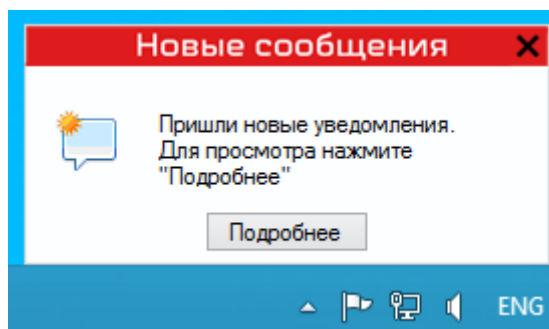 Новые сообщения
Пришли новые уведомления.
Для просмотра нажмите
"Подробнее"
Подробнее
ENG